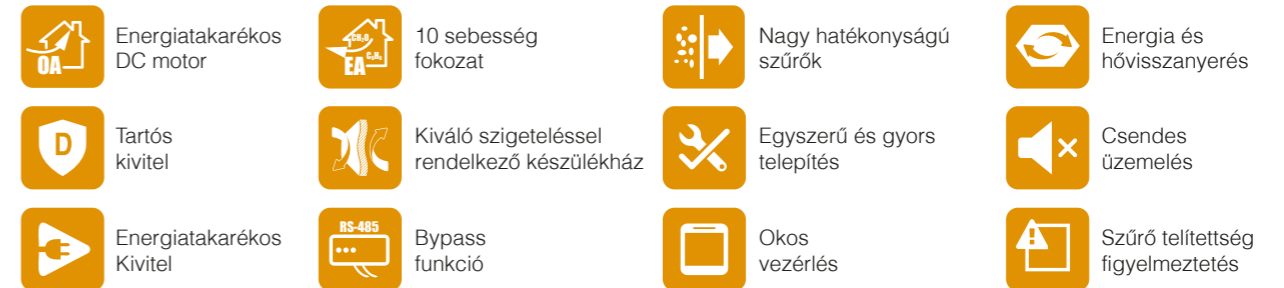 OA
Energiatakarékos
DC motor
CH₂O
EA
C₆H₆
10 sebesség
fokozat
Nagy hatékonyságú
szűrők
Energia és
hővisszanyerés
D
Tartós
kivitel
Kiváló szigeteléssel
rendelkező készülékház
Egyszerű és gyors
telepítés
Csendes
üzemelés
Energiatakarékos
Kivitel
RS-485
Bypass
funkció
Okos
vezérlés
Szűrő telítettség
figyelmeztetés